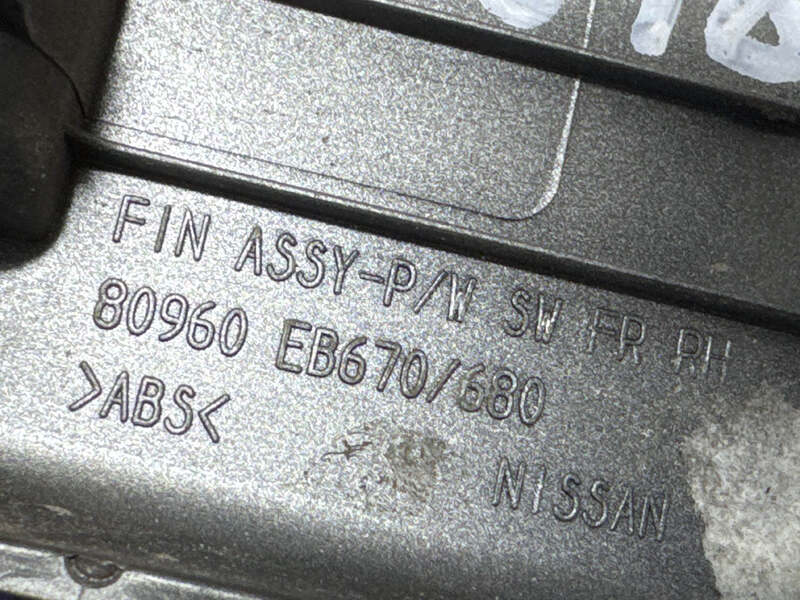 FIN ASSY-P/W SW FR RH
80960 EB670/680
>ABS<
NISSAN